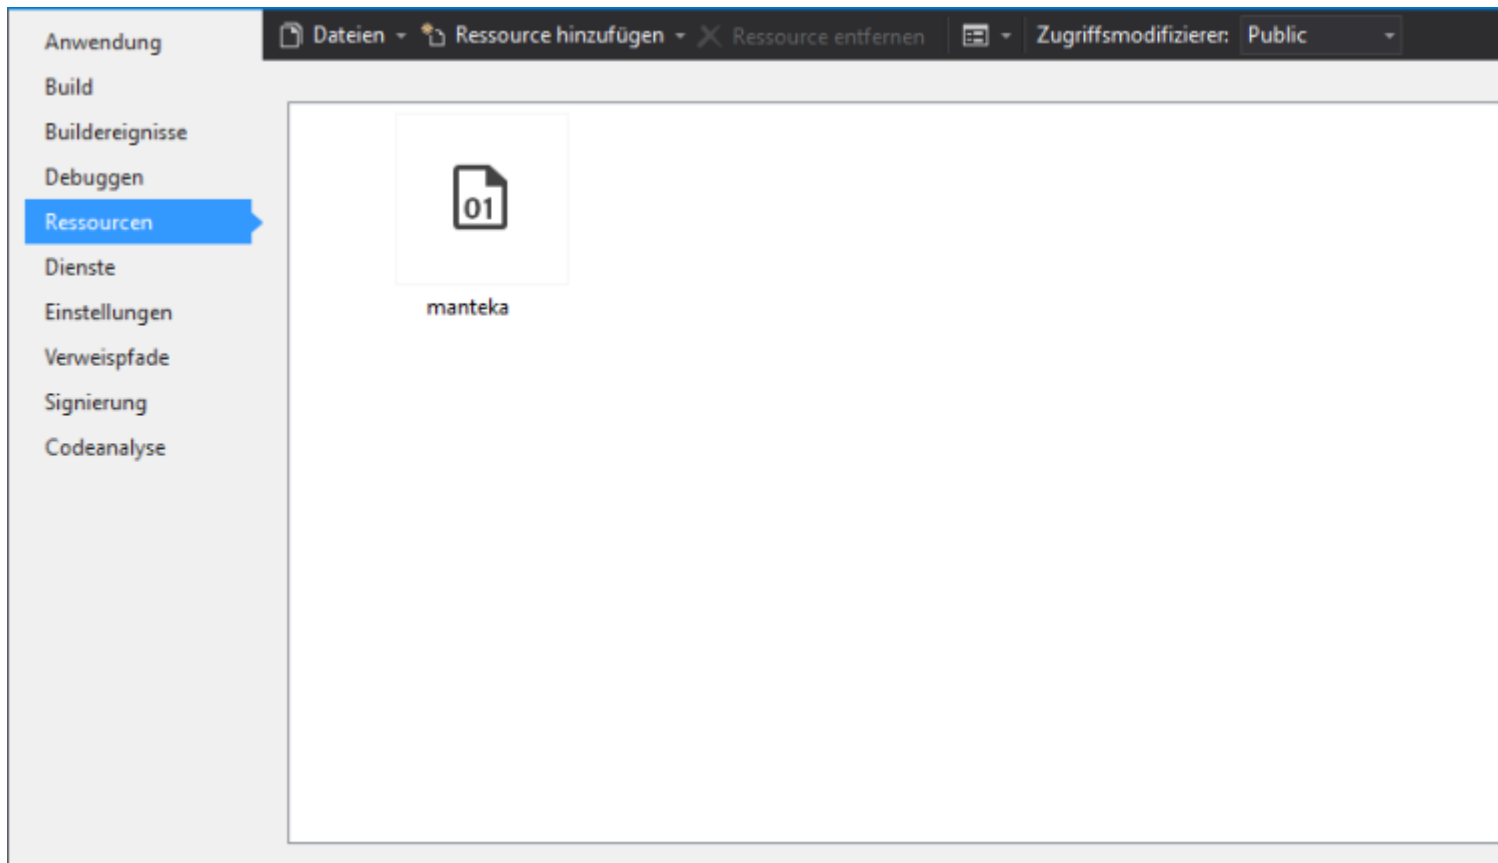 Dateien Ressource hinzufügen Ressource entfernen Zugriffsmodifizierer: Public
Anwendung
Build
Buildereignisse
Debuggen
Ressourcen
Dienste
Einstellungen
Verweispfade
Signierung
Codeanalyse
01
manteka